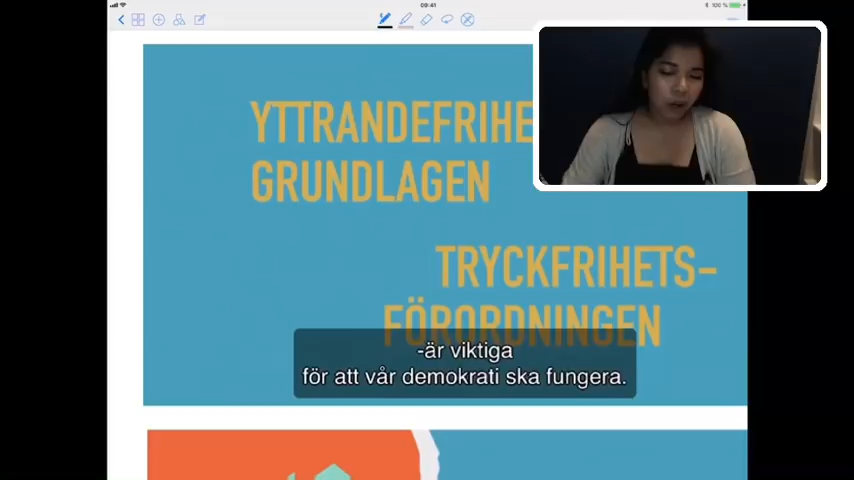 09:41
100 %
YTTRANDEFRIHE
GRUNDLAGEN
TRYCKFRIHETS-
FÖRORDNINGEN
-är viktiga
för att vår demokrati ska fungera.